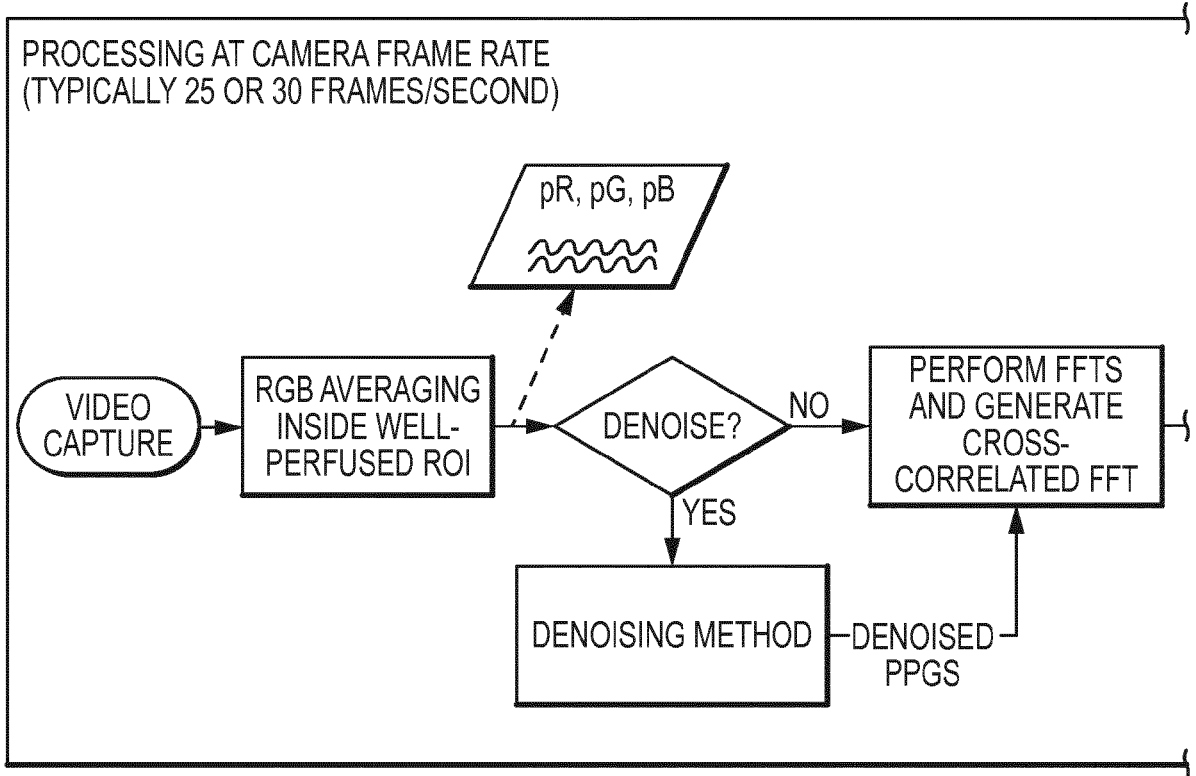 PROCESSING AT CAMERA FRAME RATE
(TYPICALLY 25 OR 30 FRAMES/SECOND)
pR, pG, pB
VIDEO
CAPTURE
RGB AVERAGING
INSIDE WELL-
PERFUSED ROI
DENOISE?
NO
PERFORM FFTS
AND GENERATE
CROSS-
CORRELATED FFT
YES
DENOISING METHOD
DENOISED
PPGS